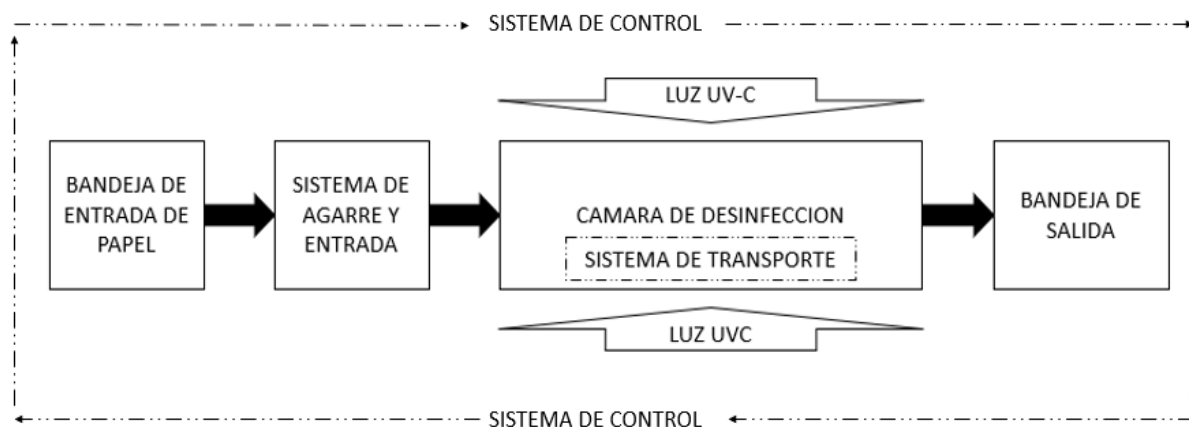 SISTEMA DE CONTROL
LUZ UV-C
BANDEJA DE
ENTRADA DE
PAPEL
SISTEMA DE
AGARRE Y
ENTRADA
CAMARA DE DESINFECCION
SISTEMA DE TRANSPORTE
BANDEJA DE
SALIDA
LUZ UVC
SISTEMA DE CONTROL